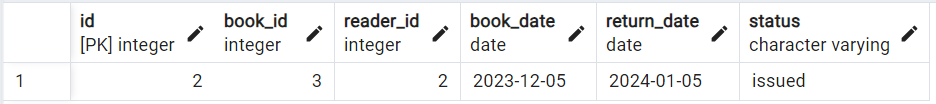 id book_id reader_id book_date return_date status
[PK] integer integer integer date date character varying
1 2 3 2 2023-12-05 2024-01-05 issued